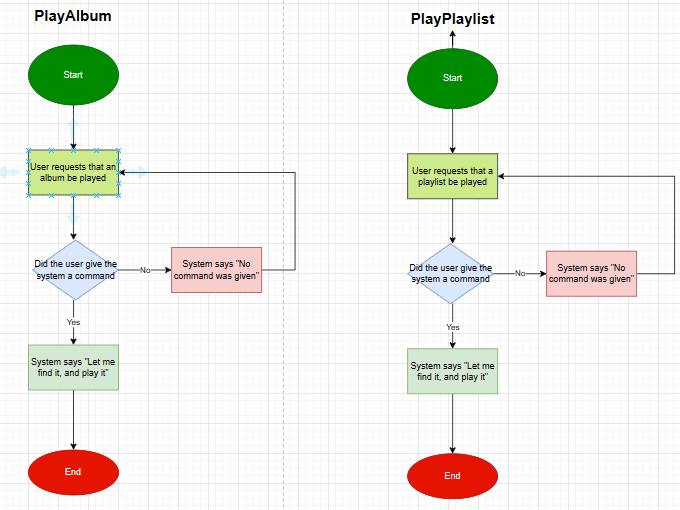 PlayAlbum
Start
User requests that an
album be played
Did the user give the
system a command
No
System says "No
command was given"
Yes
System says "Let me
find it, and play it"
End
PlayPlaylist
Start
User requests that a
playlist be played
Did the user give the
system a command
No
System says "No
command was given"
Yes
System says "Let me
find it, and play it"
End